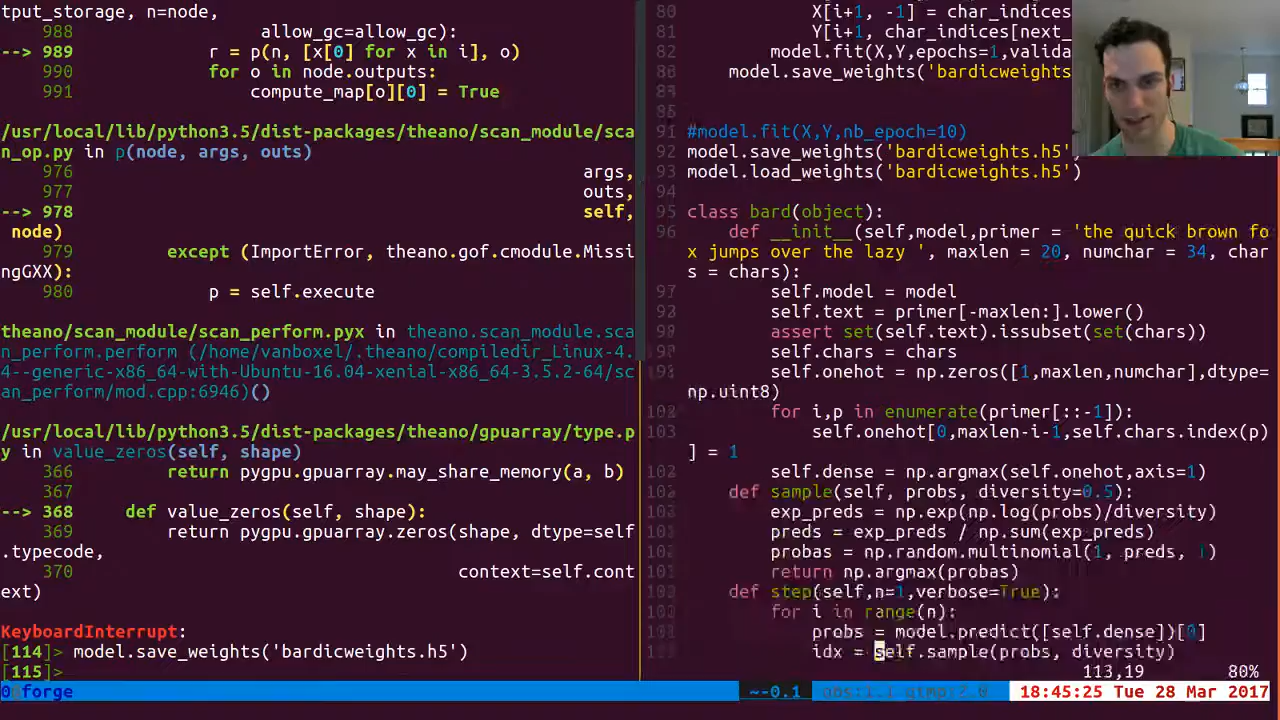 tput_storage, n=node,
988 allow_gc=allow_gc):
--> 989 r = p(n, [x[0] for x in i], o)
990 for o in node.outputs:
991 compute_map[o][0] = True
/usr/local/lib/python3.5/dist-packages/theano/scan_module/sca
n_op.py in p(node, args, outs)
976 args,
977 outs,
--> 978 self,
node)
979 except (ImportError, theano.gof.cmodule.Missi
ngGXX):
980 p = self.execute
theano/scan_module/scan_perform.pyx in theano.scan_module.sca
n_perform.perform (/home/vanboxel/.theano/compiledir_Linux-4.
4--generic-x86_64-with-Ubuntu-16.04-xenial-x86_64-3.5.2-64/sc
an_perform/mod.cpp:6946)()
/usr/local/lib/python3.5/dist-packages/theano/gpuarray/type.p
y in value_zeros(self, shape)
366 return pygpu.gpuarray.may_share_memory(a, b)
367
--> 368 def value_zeros(self, shape):
369 return pygpu.gpuarray.zeros(shape, dtype=self
.typecode,
370 context=self.cont
ext)
KeyboardInterrupt:
[114]> model.save_weights('bardicweights.h5')
[115]>
80 X[i+1, -1] = char_indices
81 Y[i+1, char_indices[next_
model.fit(X,Y,epochs=1,valida
model.save_weights('bardicweights
91 #model.fit(X,Y,nb_epoch=10)
92 model.save_weights('bardicweights.h5'
93 model.load_weights('bardicweights.h5')
94
95 class bard(object):
96 def __init__(self,model,primer = 'the quick brown fo
x jumps over the lazy ', maxlen = 20, numchar = 34, char
s = chars):
97 self.model = model
self.text = primer[-maxlen:].lower()
assert set(self.text).issubset(set(chars))
self.chars = chars
self.onehot = np.zeros([1,maxlen,numchar],dtype=
np.uint8)
for i,p in enumerate(primer[::-1]):
self.onehot[0,maxlen-i-1,self.chars.index(p)
] = 1
self.dense = np.argmax(self.onehot,axis=1)
def sample(self, probs, diversity=0.5):
exp_preds = np.exp(np.log(probs)/diversity)
preds = exp_preds / np.sum(exp_preds)
probas = np.random.multinomial(1, preds, )
return np.argmax(probas)
def step(self,n=1,verbose=True):
for i in range(n):
probs = model.predict([self.dense])[0]
idx = self.sample(probs, diversity)
113,19 80%
0 forge ~~0.1 18:45:25 Tue 28 Mar 2017